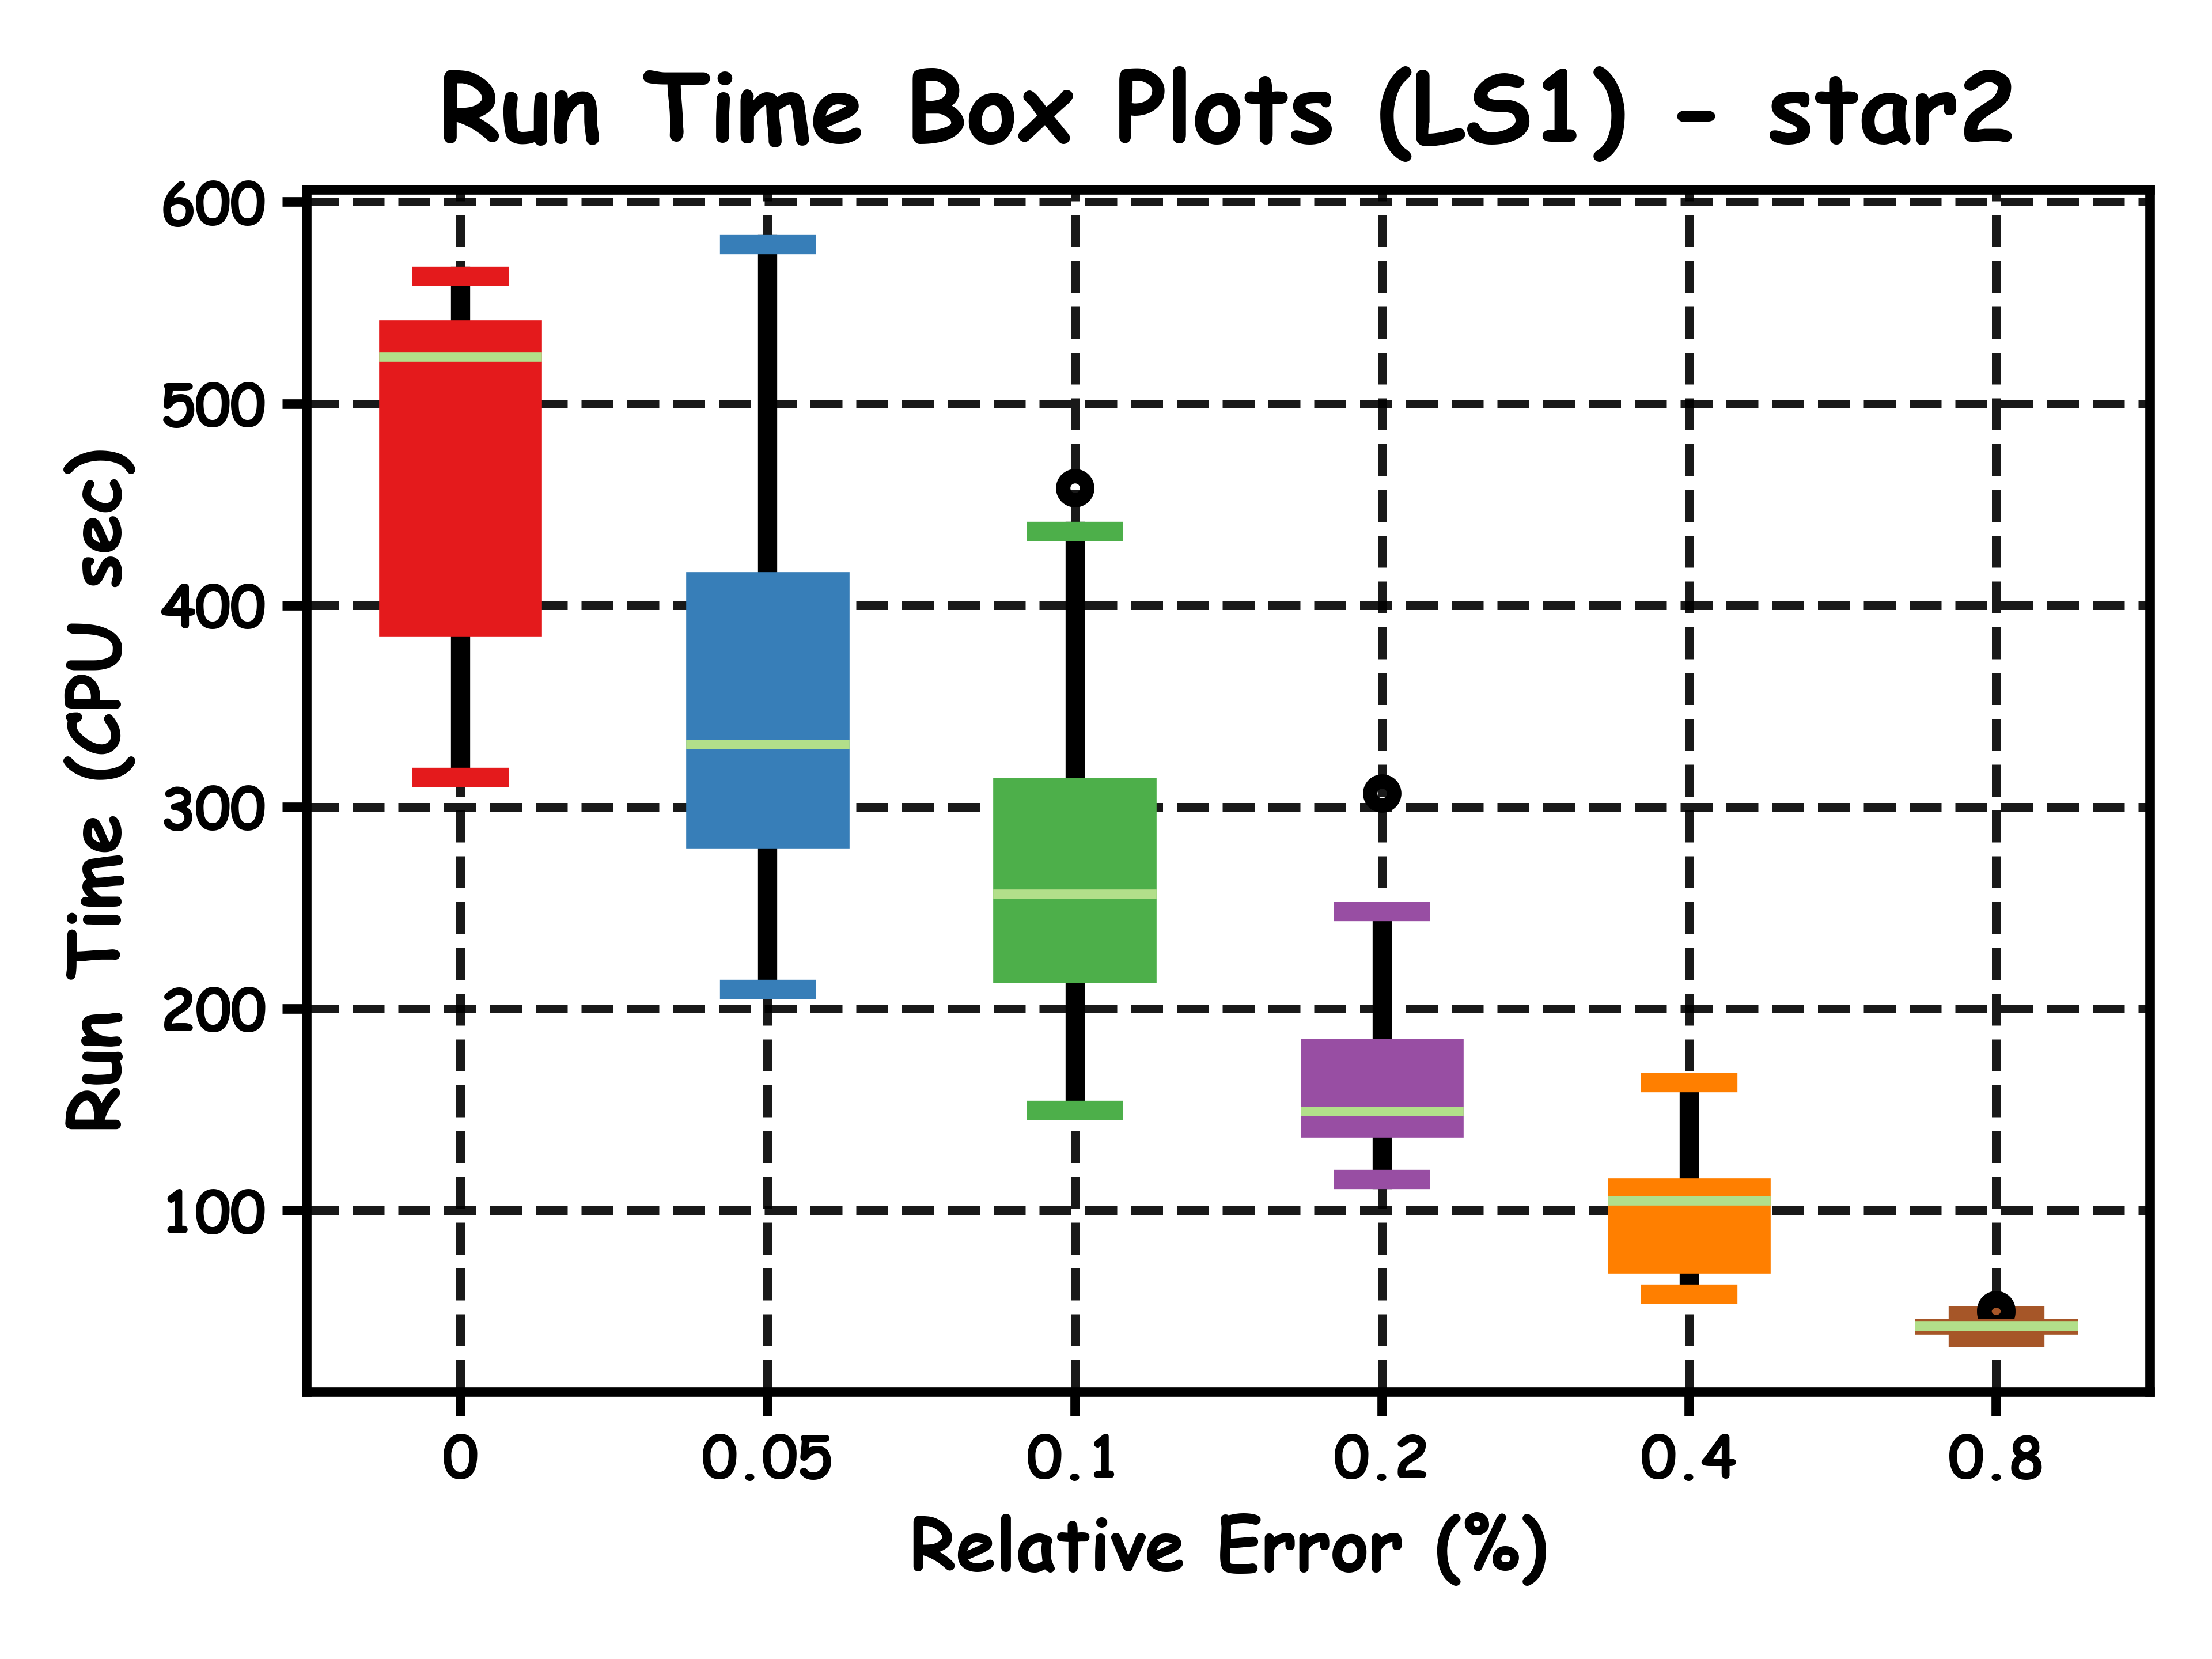 Run Time Box Plots (LS1) - star2
Run Time (CPU sec)
600
500
400
300
200
100
0 0.05 0.1 0.2 0.4 0.8
Relative Error (%)